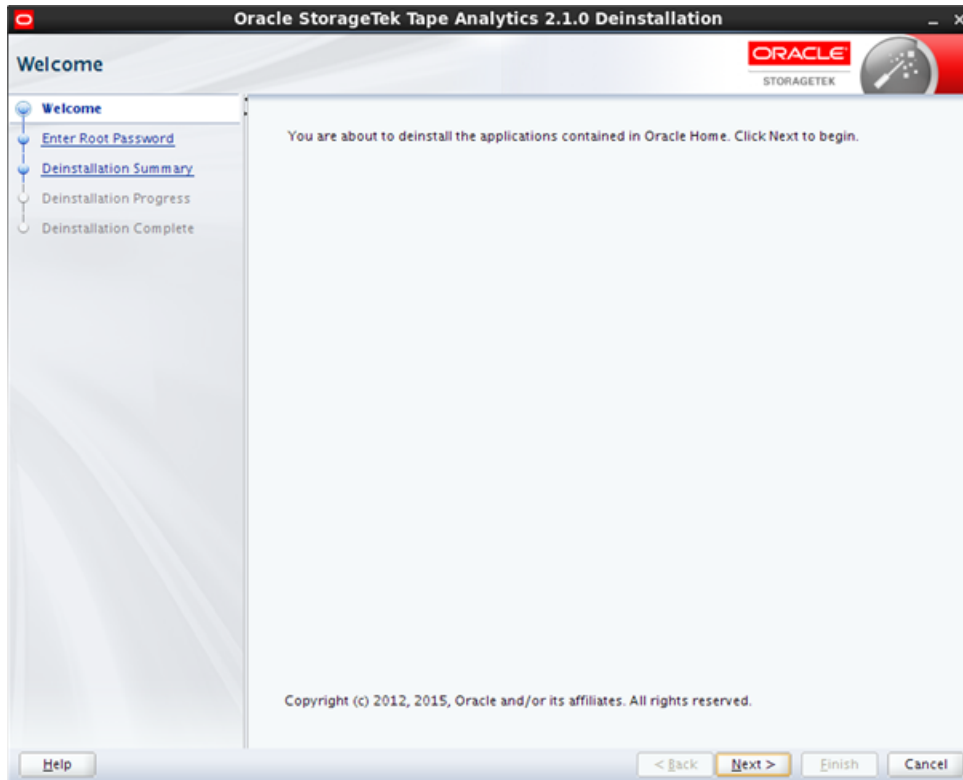 Oracle StorageTek Tape Analytics 2.1.0 Deinstallation
Welcome
ORACLE
STORAGETEK
Welcome
Enter Root Password
Deinstallation Summary
Deinstallation Progress
Deinstallation Complete
You are about to deinstall the applications contained in Oracle Home. Click Next to begin.
Copyright (c) 2012, 2015, Oracle and/or its affiliates. All rights reserved.
Help
< Back
Next >
Finish
Cancel